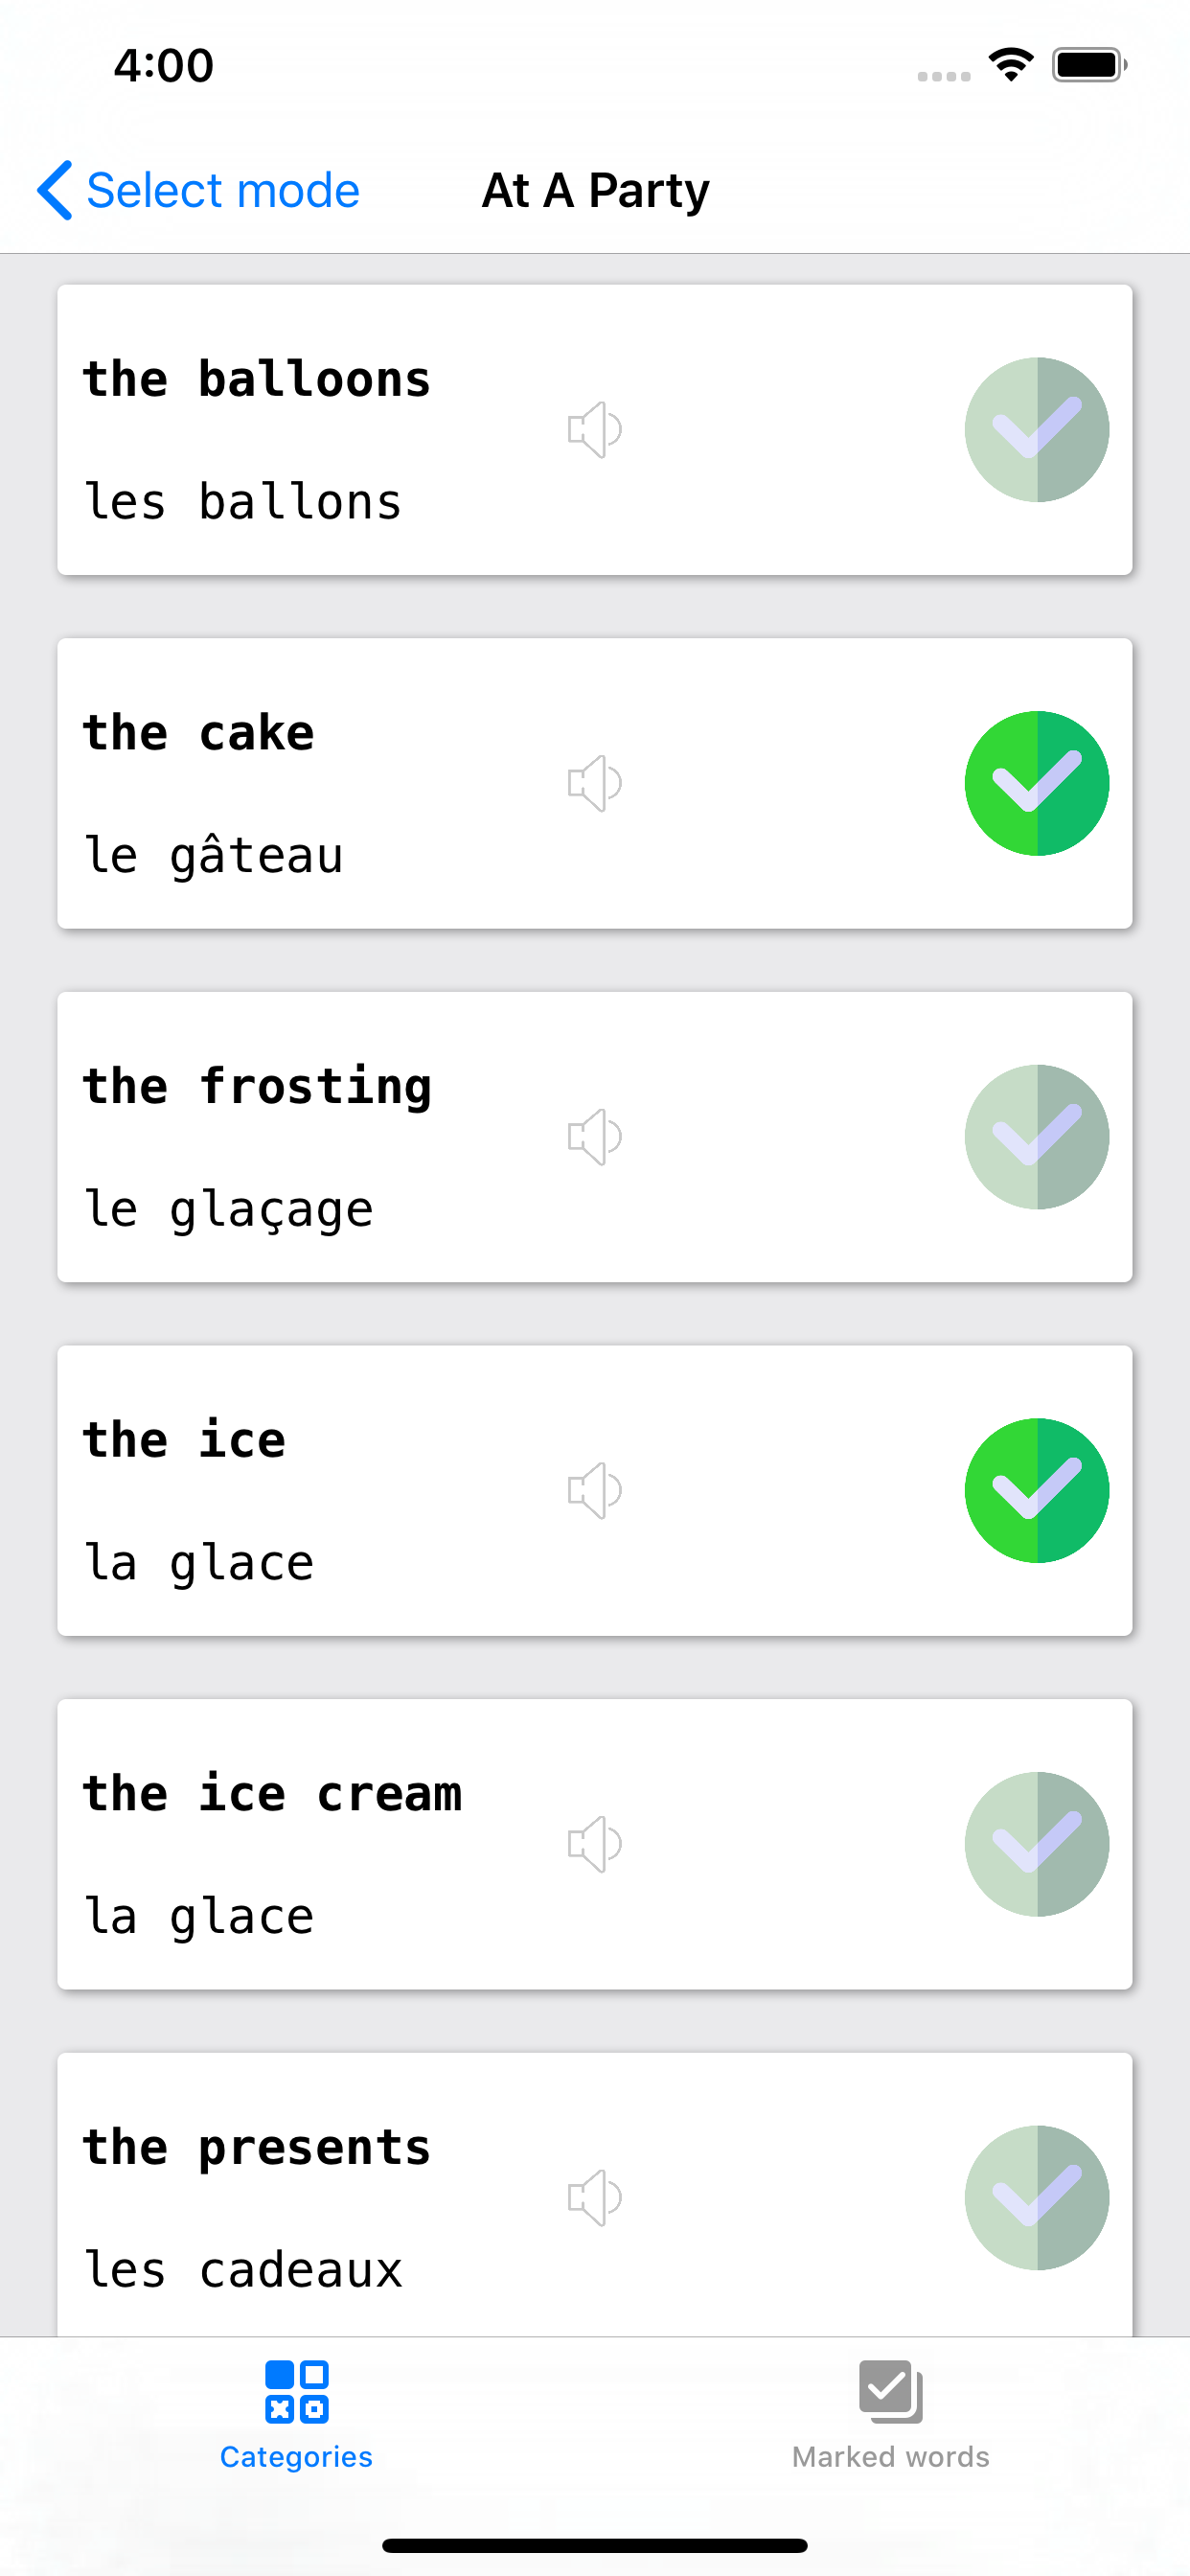 4:00
Select mode
At A Party
the balloons
les ballons
the cake
le gâteau
the frosting
le glaçage
the ice
la glace
the ice cream
la glace
the presents
les cadeaux
Categories
Marked words